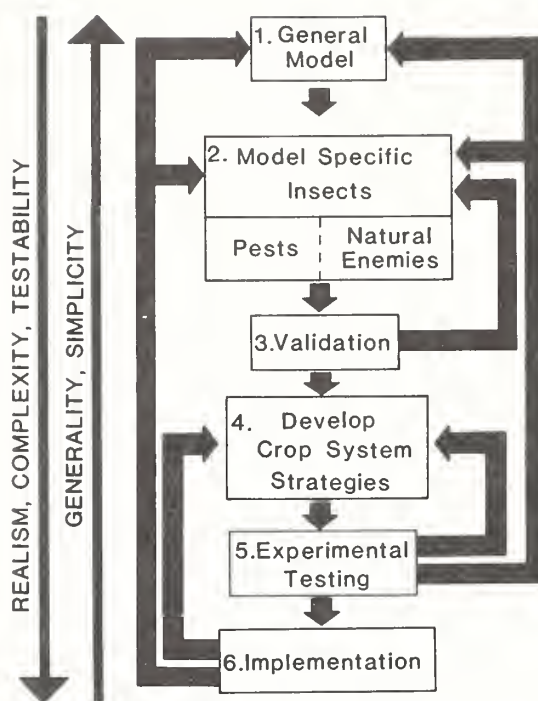 REALISM, COMPLEXITY, TESTABILITY
GENERALITY, SIMPLICITY
1. General
Model
2. Model Specific
Insects
Pests
Natural
Enemies
3.Validation
4. Develop
Crop System
Strategies
5.Experimental
Testing
6.Implementation